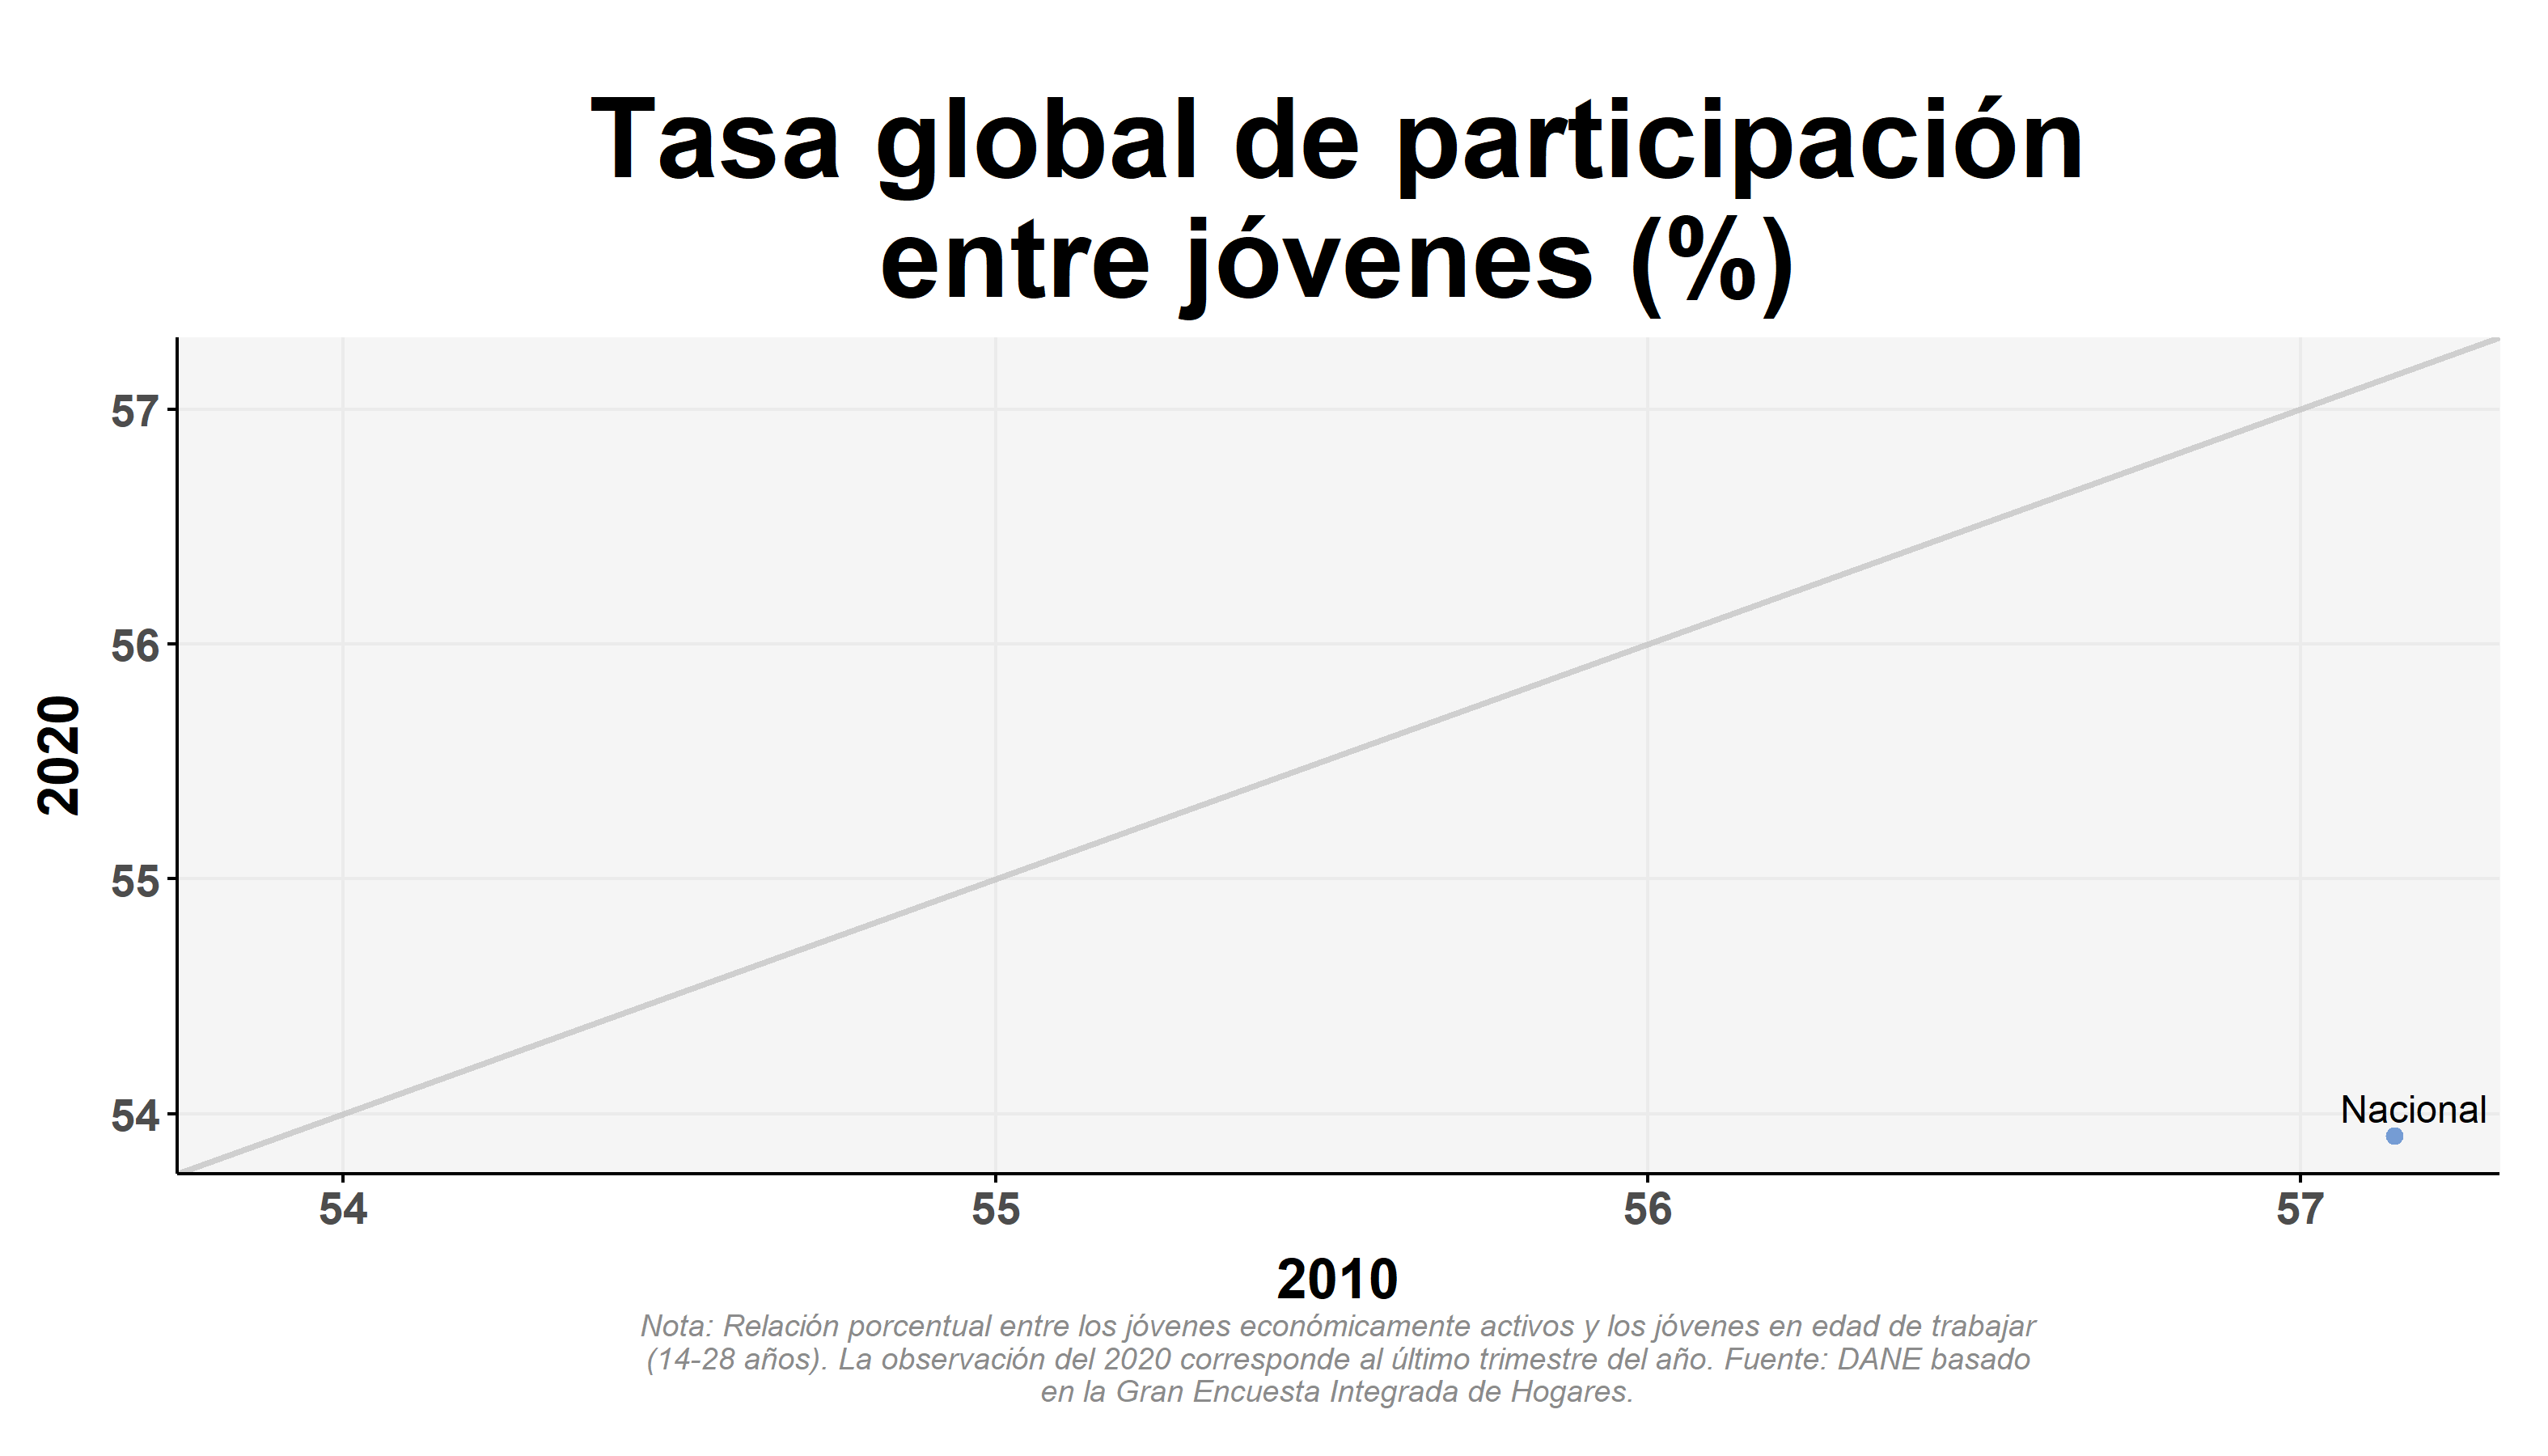 Tasa global de participación
entre jóvenes (%)
57
56
55
54
2020
Nacional
54
55
56
57
2010
Nota: Relación porcentual entre los jóvenes económicamente activos y los jóvenes en edad de trabajar
(14-28 años). La observación del 2020 corresponde al último trimestre del año. Fuente: DANE basado
en la Gran Encuesta Integrada de Hogares.